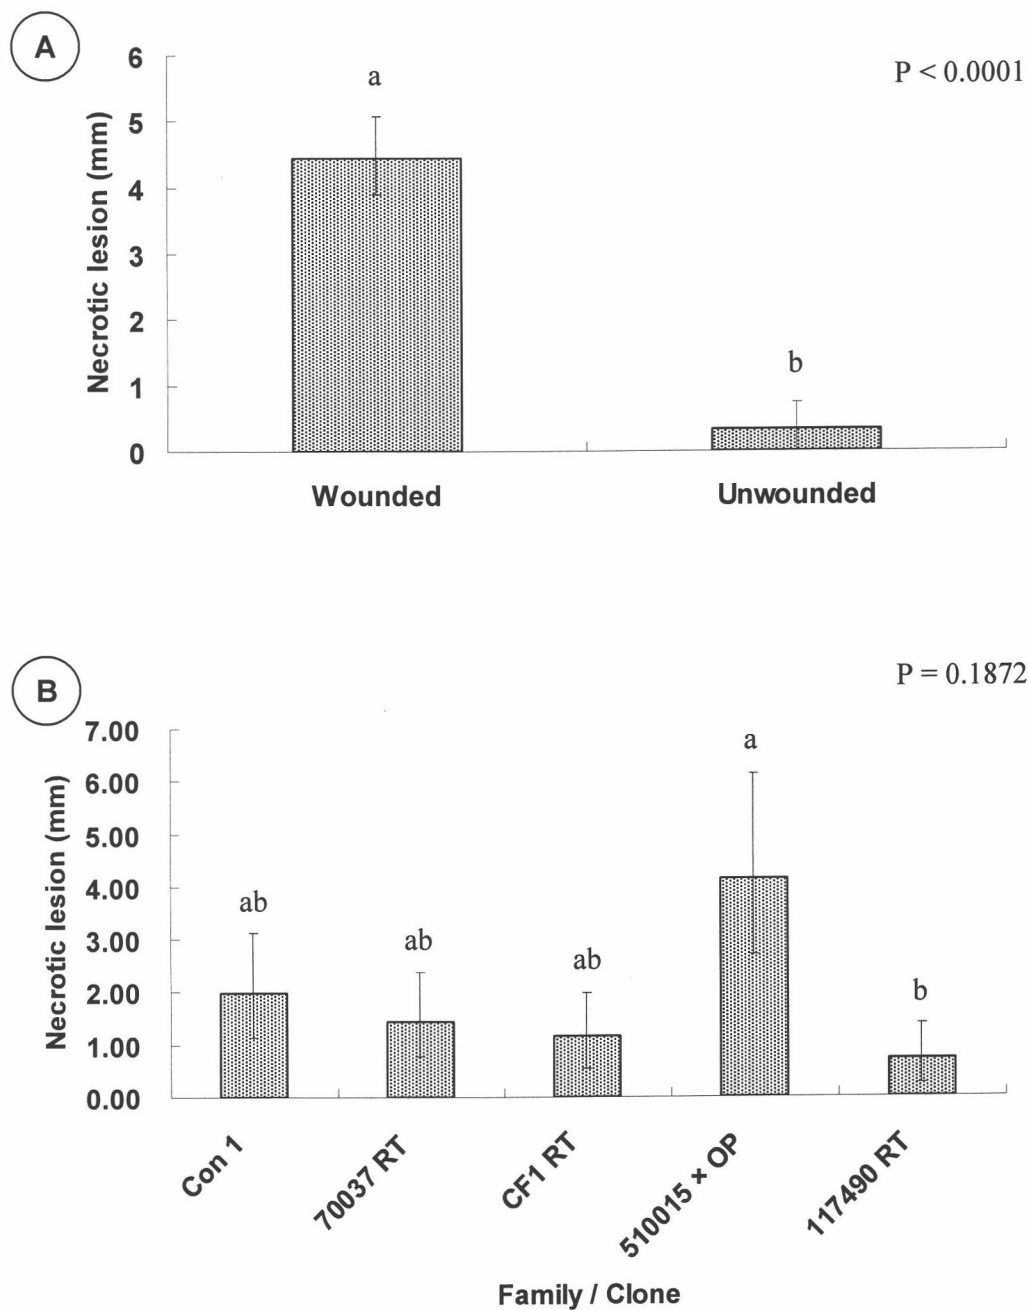 A
P < 0.0001
Necrotic lesion (mm)
6
5
4
3
2
1
0
a
b
Wounded
Unwounded
B
P = 0.1872
Necrotic lesion (mm)
7.00
6.00
5.00
4.00
3.00
2.00
1.00
0.00
ab
ab
ab
a
b
Con 1
70037 RT
CF1 RT
510015 × OP
117490 RT
Family / Clone